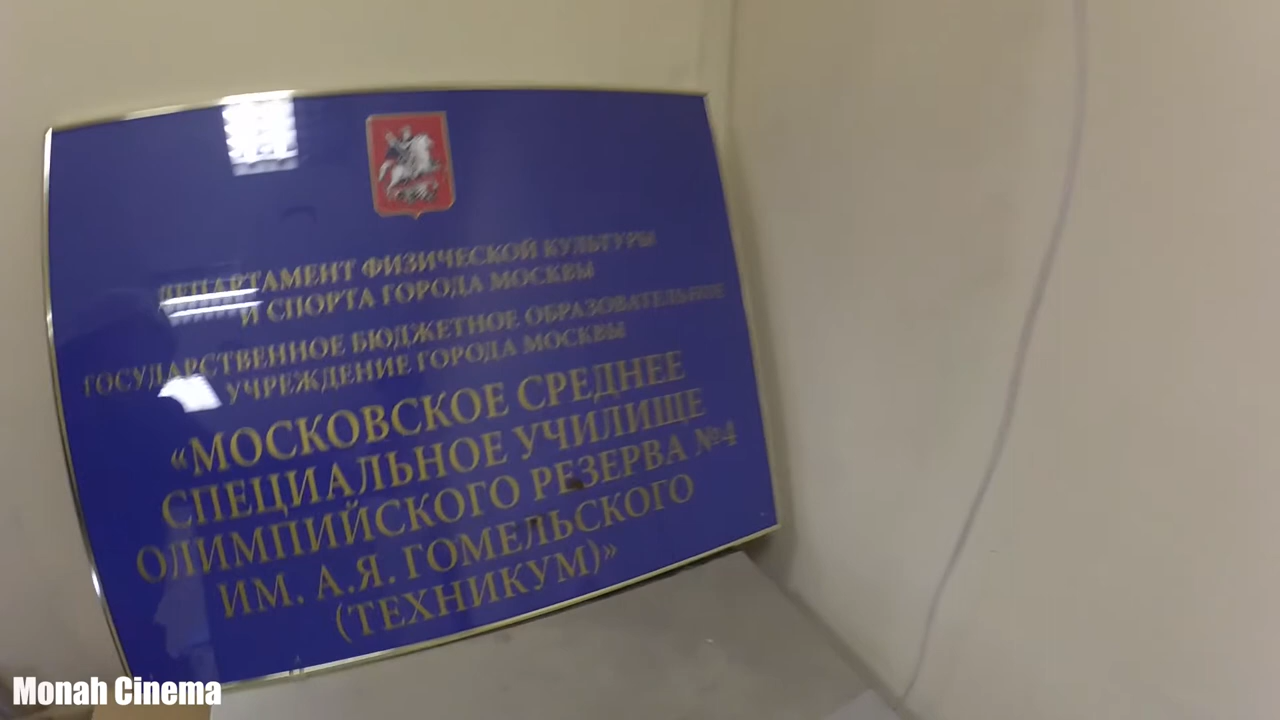 ДЕПАРТАМЕНТ ФИЗИЧЕСКОЙ КУЛЬТУРЫ
И СПОРТА ГОРОДА МОСКВЫ
ГОСУДАРСТВЕННОЕ БЮДЖЕТНОЕ ОБРАЗОВАТЕЛЬНОЕ
УЧРЕЖДЕНИЕ ГОРОДА МОСКВЫ
«МОСКОВСКОЕ СРЕДНЕЕ
СПЕЦИАЛЬНОЕ УЧИЛИЩЕ
ОЛИМПИЙСКОГО РЕЗЕРВА №4
ИМ. А.Я. ГОМЕЛЬСКОГО
(ТЕХНИКУМ)»
Monah Cinema